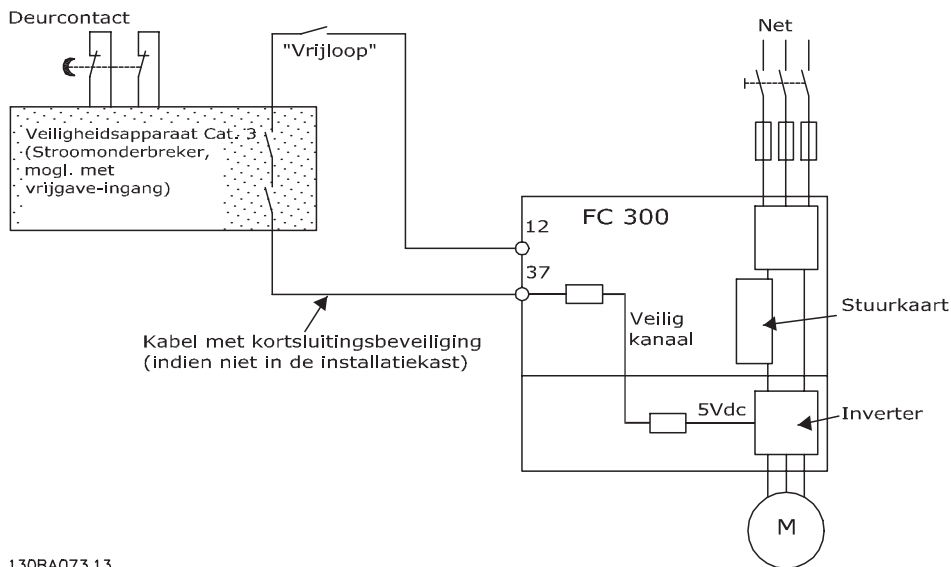 Deurcontact
"Vrijloop"
Net
Veiligheidsapparaat Cat. 3
(Stroomonderbreker,
mogl. met
vrijgave-ingang)
FC 300
12
37
Veilig
kanaal
Stuurkaart
Kabel met kortsluitingsbeveiliging
(indien niet in de installatiekast)
5Vdc
Inverter
M
130BA073.13